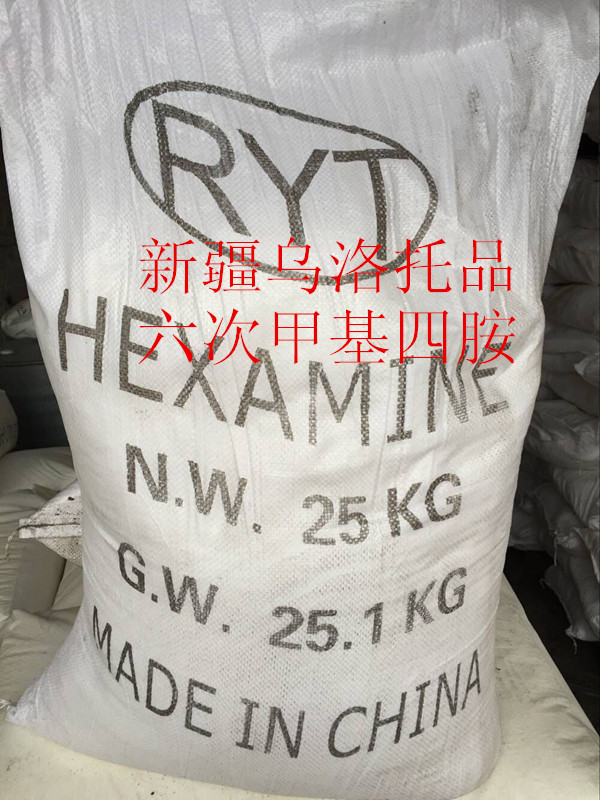 RYT
新疆乌洛托品
六次甲基四胺
HEXAMINE
N.W. 25 KG
G.W. 25.1 KG
MADE IN CHINA